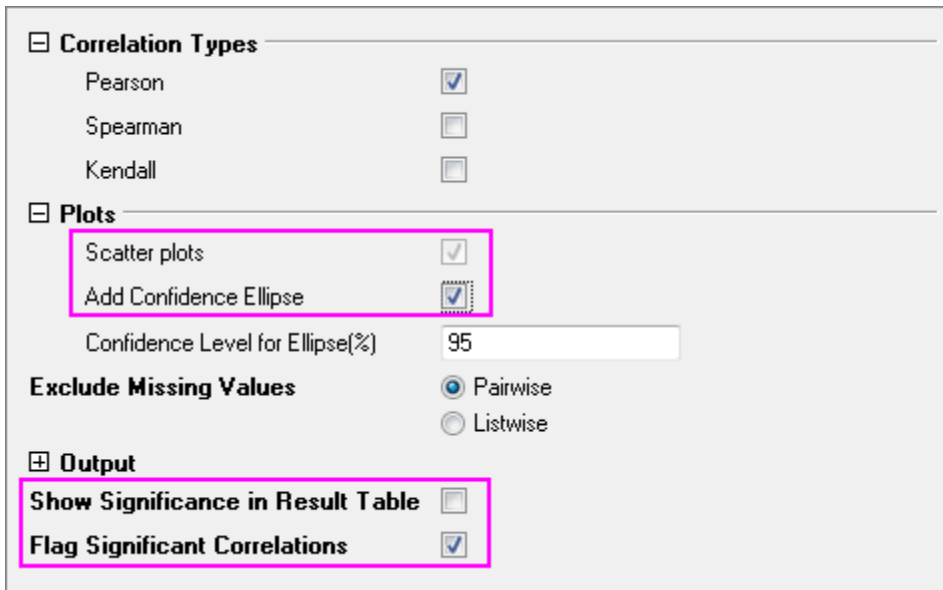 Correlation Types
Pearson
Spearman
Kendall
Plots
Scatter plots
Add Confidence Ellipse
Confidence Level for Ellipse(%) 95
Exclude Missing Values Pairwise
Listwise
Output
Show Significance in Result Table
Flag Significant Correlations